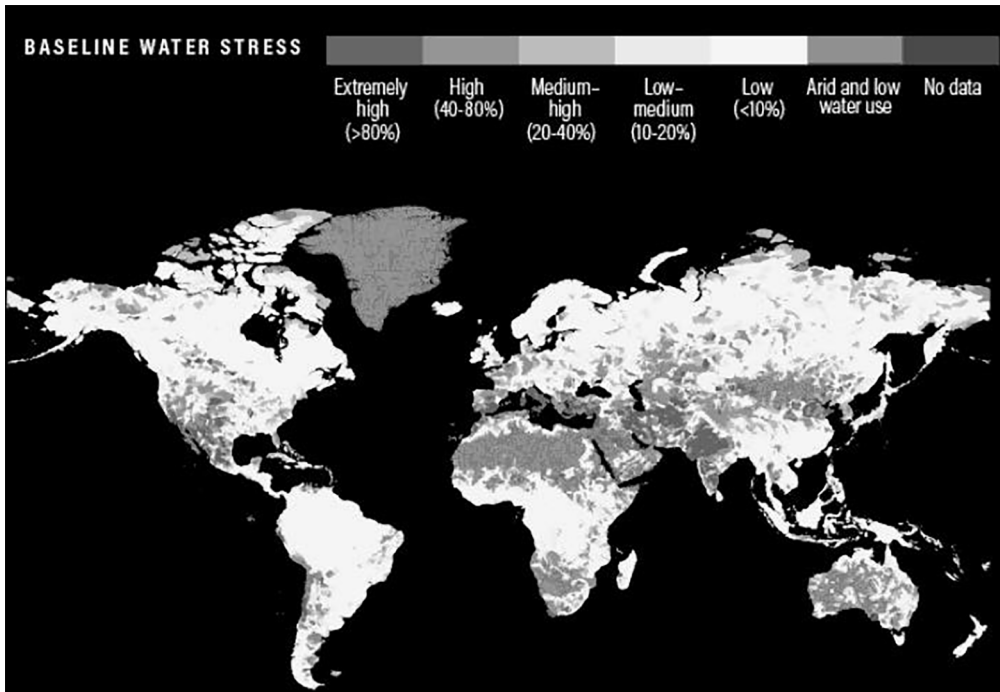 BASELINE WATER STRESS
Extremely
high
(>80%)
High
(40-80%)
Medium–
high
(20-40%)
Low–
medium
(10-20%)
Low
(<10%)
Arid and low
water use
No data